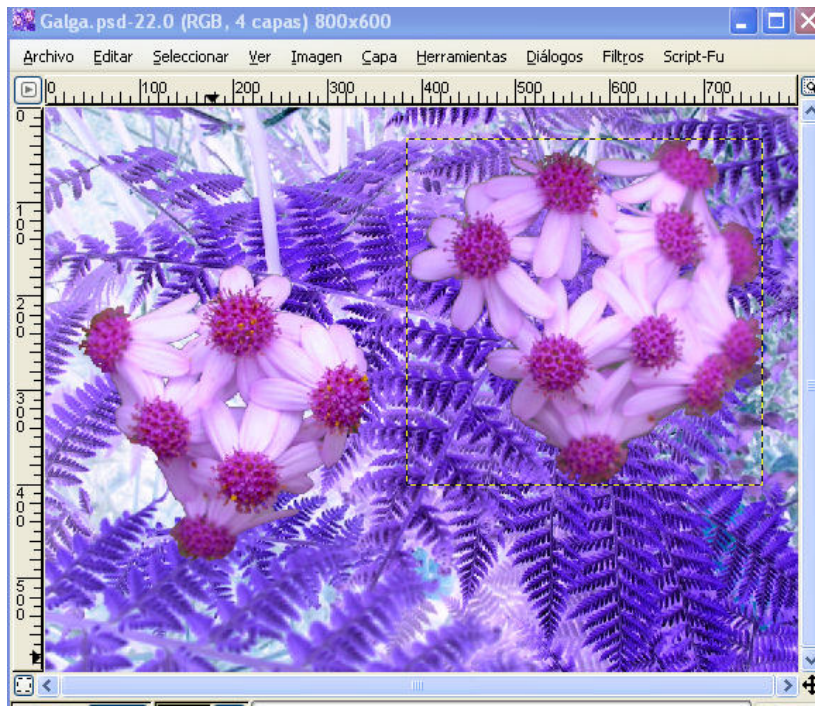 Galga.psd-22.0 (RGB, 4 capas) 800x600
Archivo Editar Seleccionar Ver Imagen Capa Herramientas Diálogos Filtros Script-Fu
0 100 200 300 400 500 600 700
0
100
200
300
400
500